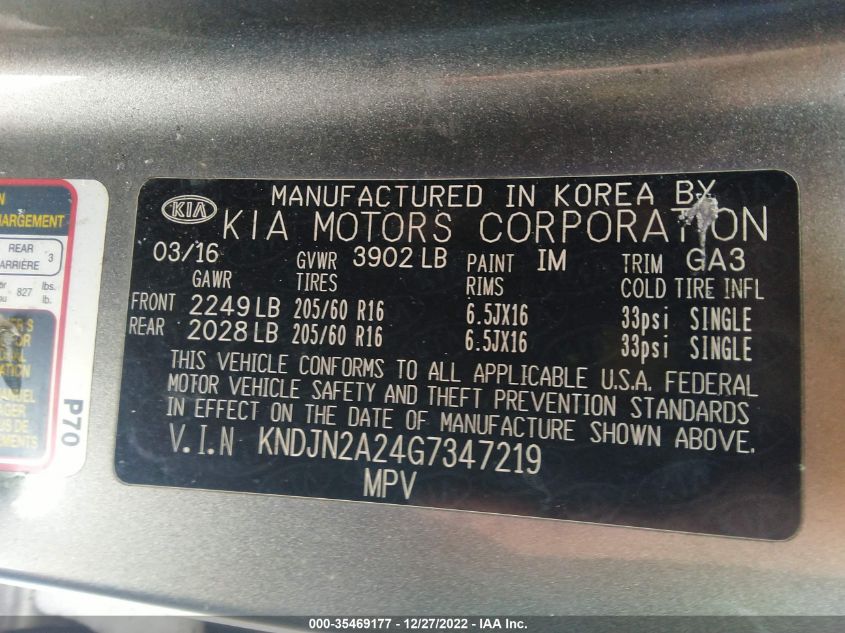 N
HARGEMENT
REAR
ARRIÈRE 3
827 lbs.
lb.
P70
MANUFACTURED IN KOREA BY
KIA KIA MOTORS CORPORATION
03/16 GVWR 3902 LB PAINT IM TRIM GA3
GAWR TIRES RIMS COLD TIRE INFL
FRONT 2249 LB 205/60 R16 6.5JX16 33psi SINGLE
REAR 2028 LB 205/60 R16 6.5JX16 33psi SINGLE
THIS VEHICLE CONFORMS TO ALL APPLICABLE U.S.A. FEDERAL
MOTOR VEHICLE SAFETY AND THEFT PREVENTION STANDARDS
IN EFFECT ON THE DATE OF MANUFACTURE SHOWN ABOVE.
V.I.N KNDJN2A24G7347219
MPV
000-35469177 - 12/27/2022 - IAA Inc.